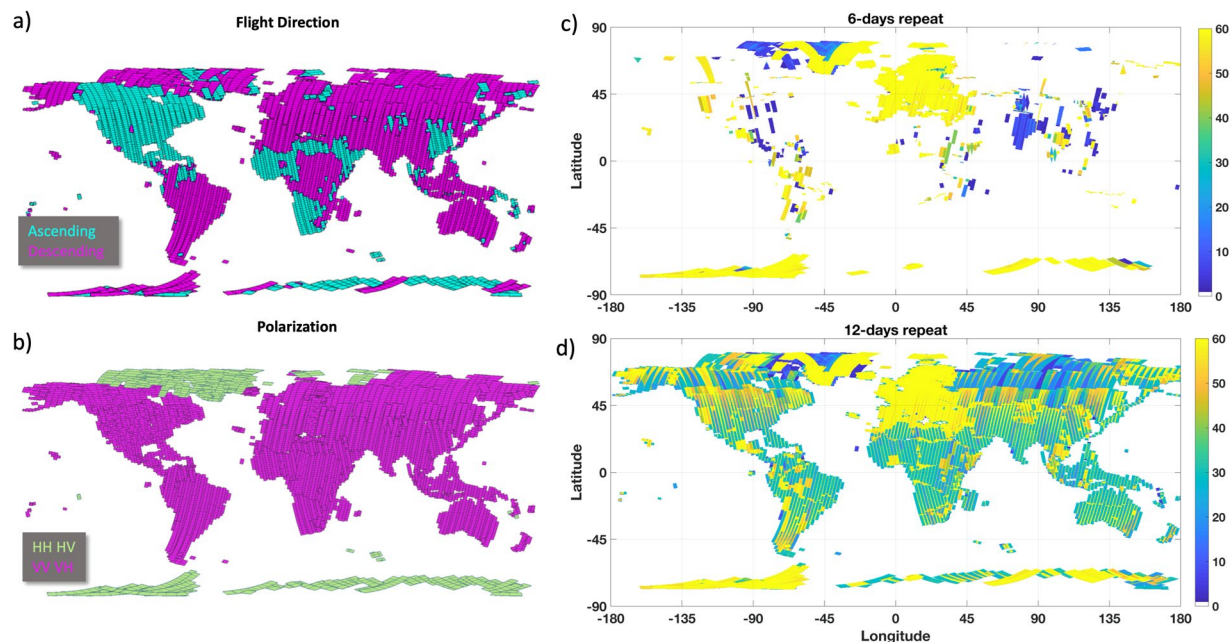 a)
Flight Direction
Ascending
Descending
b)
Polarization
HH HV
VV VH
c)
6-days repeat
90
45
0
-45
-90
Latitude
-180
-135
-90
-45
0
45
90
135
180
60
50
40
30
20
10
0
d)
12-days repeat
90
45
0
-45
-90
Latitude
-180
-135
-90
-45
0
45
90
135
180
Longitude
60
50
40
30
20
10
0